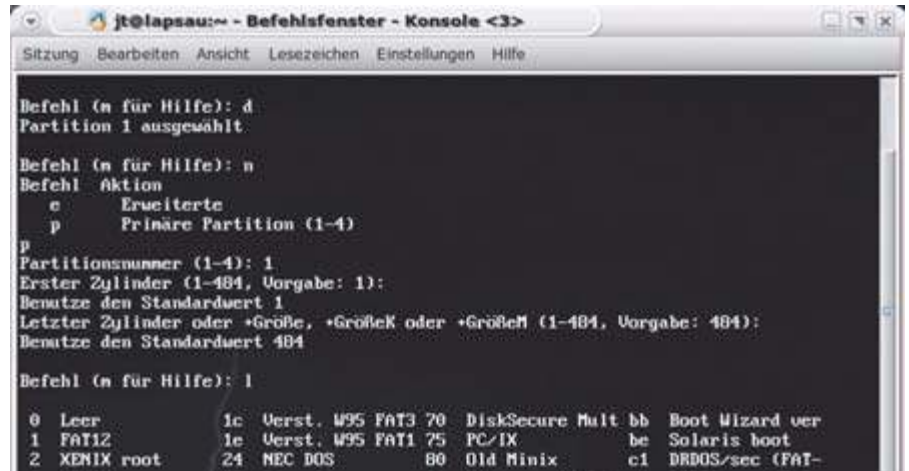 jt@lapsau:~ - Befehlsfenster - Konsole <3>
Sitzung Bearbeiten Ansicht Lesezeichen Einstellungen Hilfe
Befehl (m für Hilfe): d
Partition 1 ausgewählt
Befehl (m für Hilfe): n
Befehl Aktion
e Erweiterte
p Primäre Partition (1-4)
p
Partitionsnummer (1-4): 1
Erster Zylinder (1-484, Vorgabe: 1):
Benutze den Standardwert 1
Letzter Zylinder oder +Größe, +GrößeK oder +GrößeM (1-484, Vorgabe: 484):
Benutze den Standardwert 484
Befehl (m für Hilfe): l
0 Leer 1c Verst. W95 FAT3 70 DiskSecure Mult bb Boot Wizard ver
1 FAT12 1e Verst. W95 FAT1 75 PC/IX be Solaris boot
2 XENIX root 24 NEC DOS 80 Old Minix c1 DRDOS/sec (FAT-